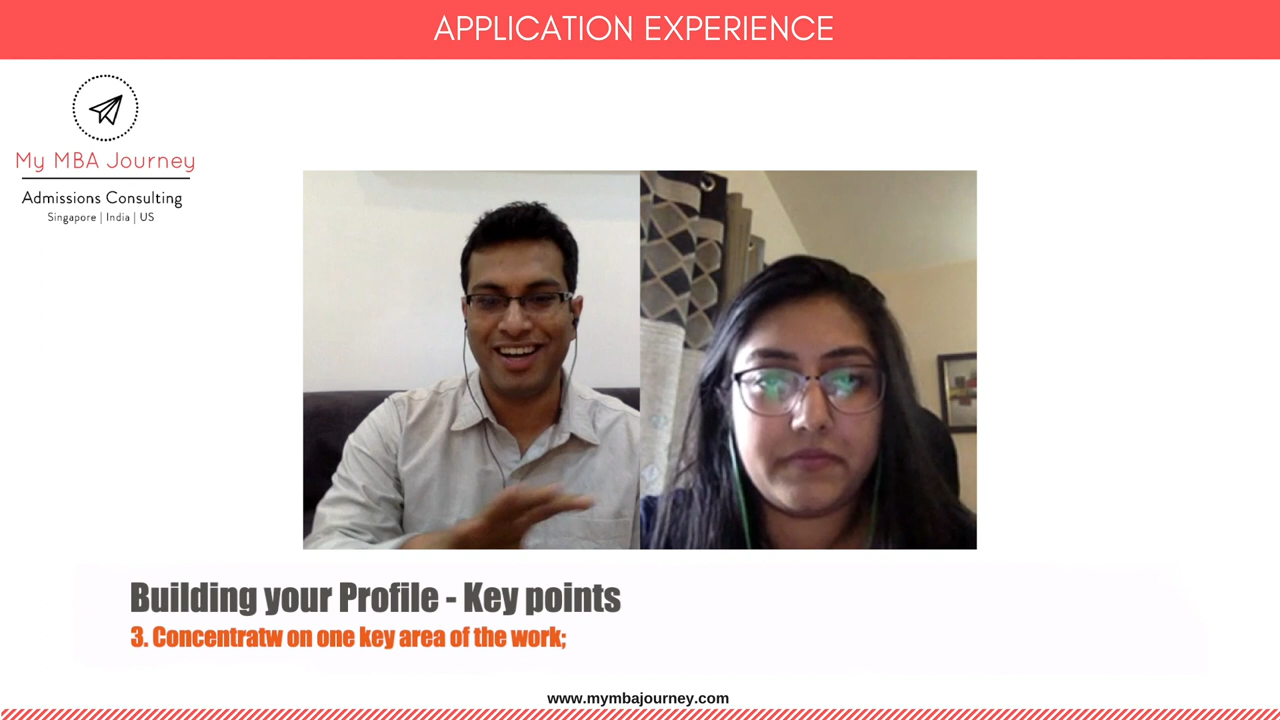 APPLICATION EXPERIENCE
My MBA Journey
Admissions Consulting
Singapore | India | US
Building your Profile - Key points
3. Concentratw on one key area of the work;
www.mymbajourney.com